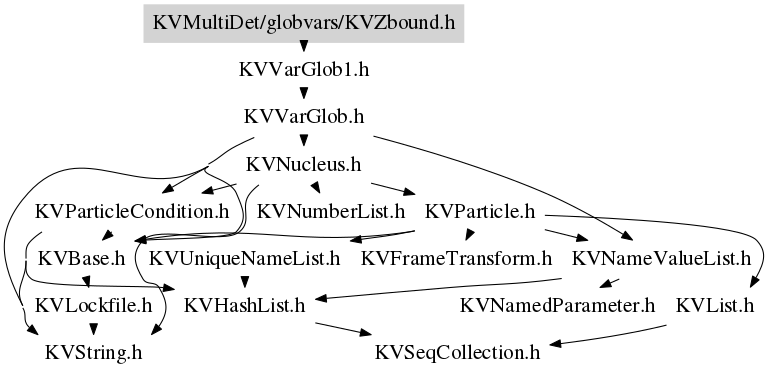 KVMultiDet/globvars/KVZbound.h
KVVarGlob1.h
KVVarGlob.h
KVNucleus.h
KVParticleCondition.h KVNumberList.h KVParticle.h
KVBase.h KVUniqueNameList.h KVFrameTransform.h KVNameValueList.h
KVLockfile.h KVHashList.h KVNamedParameter.h KVList.h
KVString.h KVSeqCollection.h